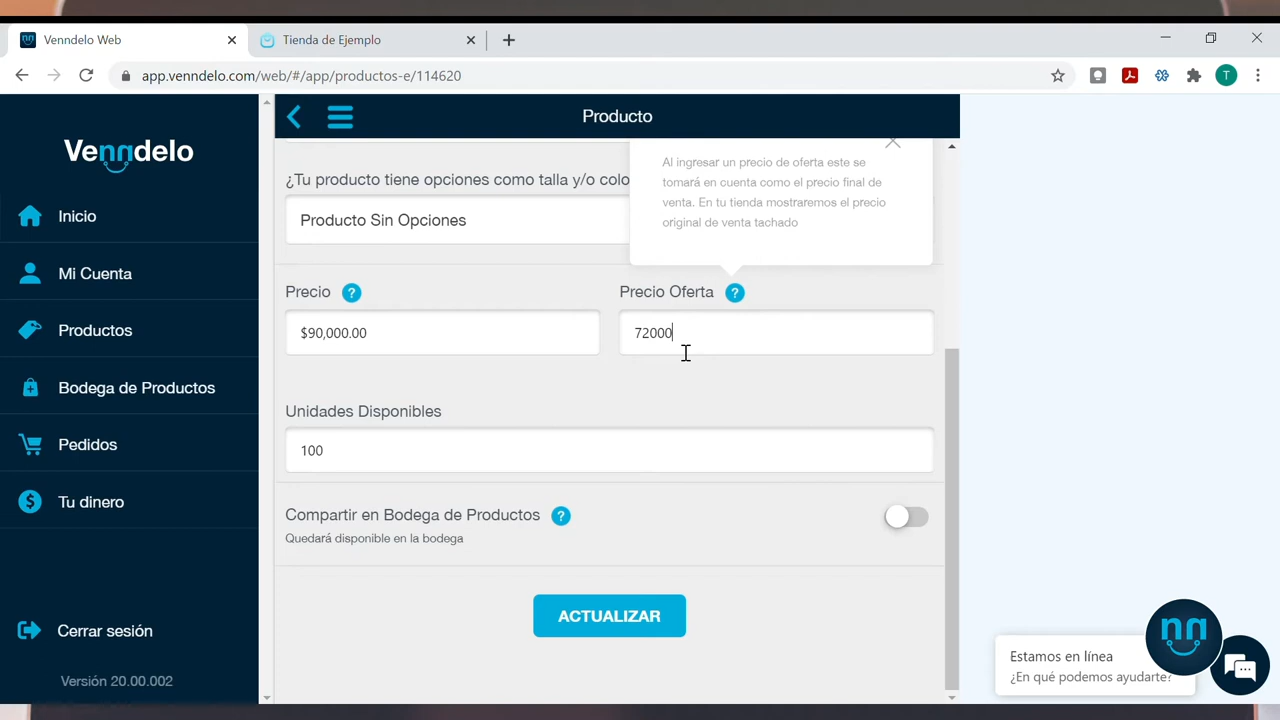 Venndelo Web
Tienda de Ejemplo
app.venndelo.com/web/#/app/productos-e/114620
T
Venndelo
Inicio
Mi Cuenta
Productos
Bodega de Productos
Pedidos
Tu dinero
Cerrar sesión
Versión 20.00.002
Producto
Al ingresar un precio de oferta este se
tomará en cuenta como el precio final de
venta. En tu tienda mostraremos el precio
original de venta tachado
¿Tu producto tiene opciones como talla y/o colo
Producto Sin Opciones
Precio ?
Precio Oferta ?
$90,000.00
72000
Unidades Disponibles
100
Compartir en Bodega de Productos ?
Quedará disponible en la bodega
ACTUALIZAR
Estamos en línea
¿En qué podemos ayudarte?
nn